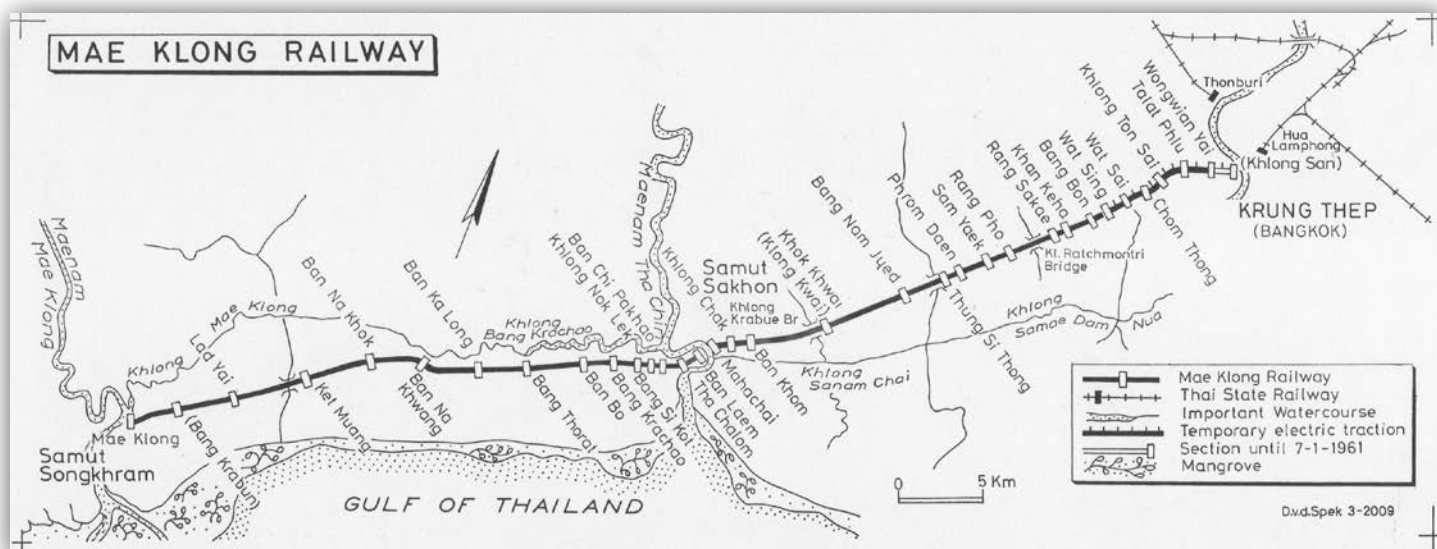 MAE KLONG RAILWAY
Thonburi
Hua
Lamphong
(Khlong San)
KRUNG THEP
(BANGKOK)
Wongwian Yai
Talat Phlu
Khlong Ton Sai
Chom Thong
Wat Sai
Wat Sing
Bang Bon
Khan Keha
Rang Sakae
Kl. Ratchmontri
Bridge
Rang Pho
Sam Yaek
Phrom Daen
Thung Si Thong
Bang Nam Jyed
Khok Khwai
(Klong Kwai)
Khlong
Krabue Br
Samut
Sakhon
Ban Khom
Khlong Chak
Mahachai
Maenam Tha Chin
Ban Laem
Tha Chalom
Ban Chi Pakhao
Khlong Nok Lek
Bang Si Kot
Bang Krachao
Ban Bo
Bang Thorat
Khlong
Bang Krachao
Ban Ka Long
Ban Na
Khwang
Ban Na Khok
Ket Muang
Lad Yai
(Bang Krabun)
Khlong Mae Klong
Maenam
Mae Klong
Mae Klong
Samut
Songkhram
Khlong
Sanam Chai
Khlong
Samae Dam
Nua
GULF OF THAILAND
0 5 Km
Mae Klong Railway
Thai State Railway
Important Watercourse
Temporary electric traction
Section until 7-1-1961
Mangrove
D.v.d.Spek 3-2009